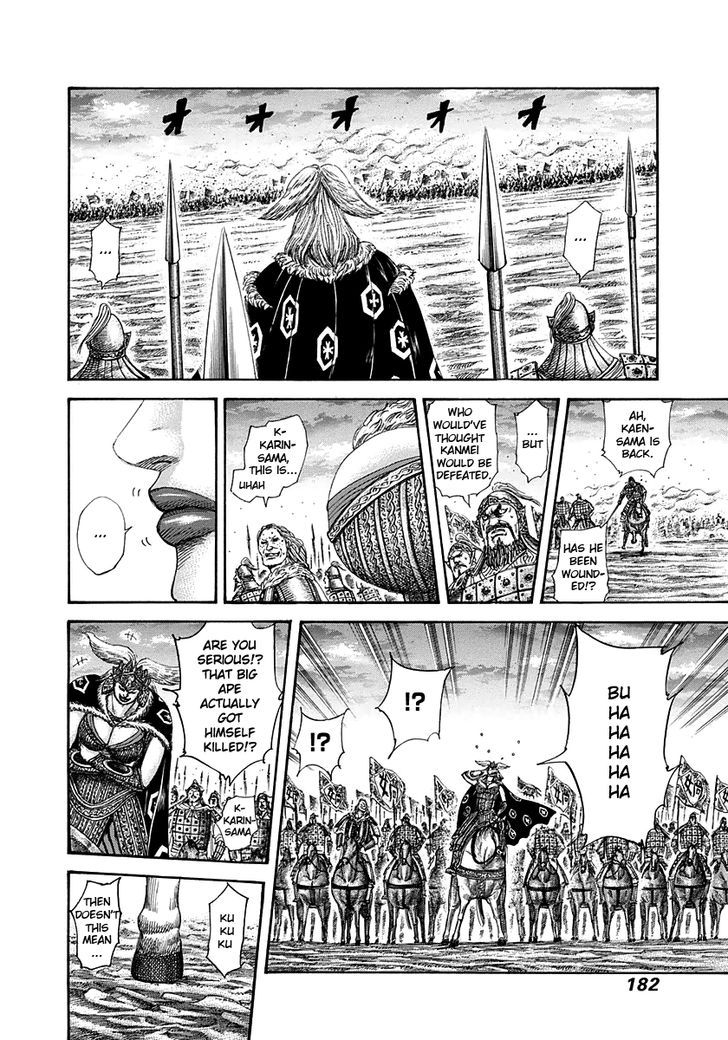 オ オ オ オ オ
...
...
AH,
KAEN-
SAMA IS
BACK.
HAS HE
BEEN
WOUND-
ED!?
...
BUT
WHO
WOULD'VE
THOUGHT
KANMEI
WOULD BE
DEFEATED.
K-
KARIN-
SAMA,
THIS IS...
UHAH
...
BU
HA
HA
HA
HA
HA
!?
!?
ARE YOU
SERIOUS!?
THAT BIG
APE
ACTUALLY
GOT
HIMSELF
KILLED!?
K-
KARIN-
SAMA
KU
KU
KU
THEN
DOESN'T
THIS
MEAN
...
182